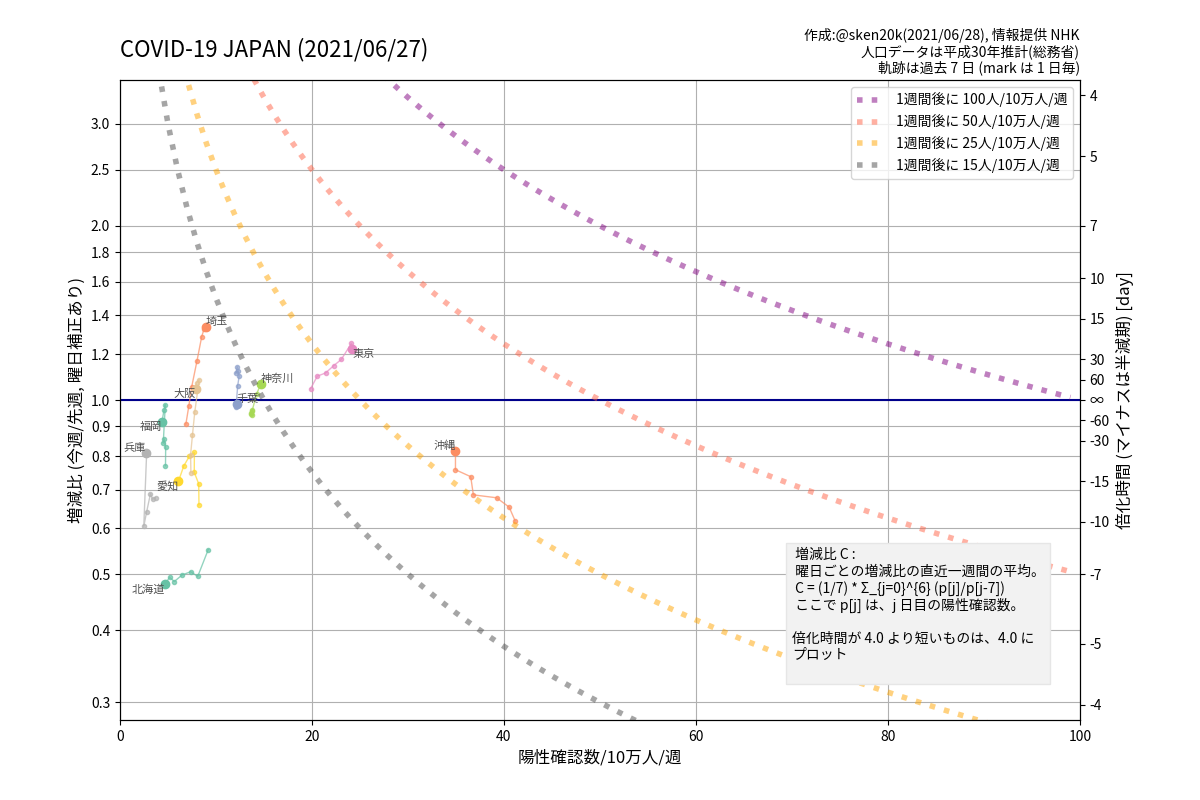 COVID-19 JAPAN (2021/06/27)
作成:@sken20k(2021/06/28), 情報提供 NHK
人口データは平成30年推計(総務省)
軌跡は過去 7 日 (mark は 1 日毎)
1週間後に 100人/10万人/週
1週間後に 50人/10万人/週
1週間後に 25人/10万人/週
1週間後に 15人/10万人/週
増減比 (今週/先週, 曜日補正あり)
3.0
2.5
2.0
1.8
1.6
1.4
1.2
1.0
0.9
0.8
0.7
0.6
0.5
0.4
0.3
埼玉
東京
神奈川
大阪
千葉
福岡
兵庫
沖縄
愛知
北海道
4
5
7
10
15
30
60
∞
-60
-30
-15
-10
-7
-5
-4
倍化時間 (マイナスは半減期) [day]
増減比 C :
曜日ごとの増減比の直近一週間の平均。
C = (1/7) * Σ_{j=0}^{6} (p[j]/p[j-7])
ここで p[j] は、j 日目の陽性確認数。
倍化時間が 4.0 より短いものは、4.0 に
プロット
0 20 40 60 80 100
陽性確認数/10万人/週